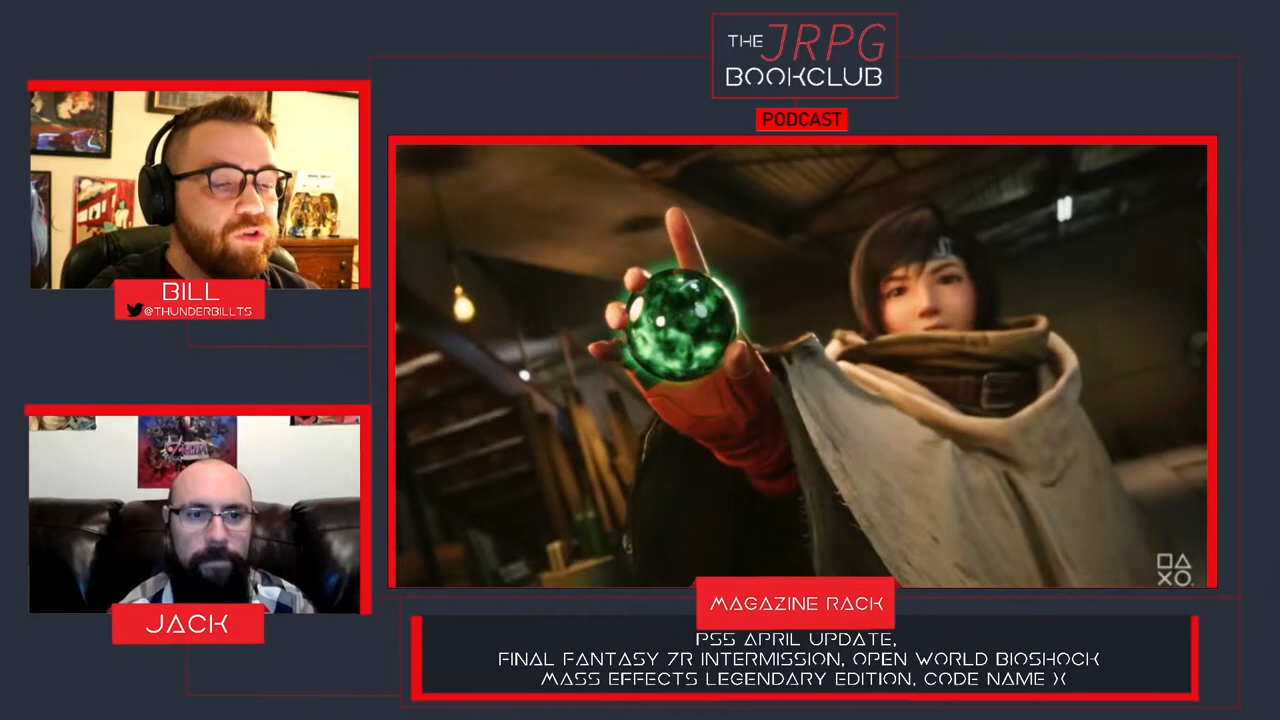 THE JRPG
BOOKCLUB
PODCAST
BILL
@THUNDERBILLTS
JACK
MAGAZINE RACK
PS5 APRIL UPDATE,
FINAL FANTASY 7R INTERMISSION, OPEN WORLD BIOSHOCK
MASS EFFECTS LEGENDARY EDITION, CODE NAME X